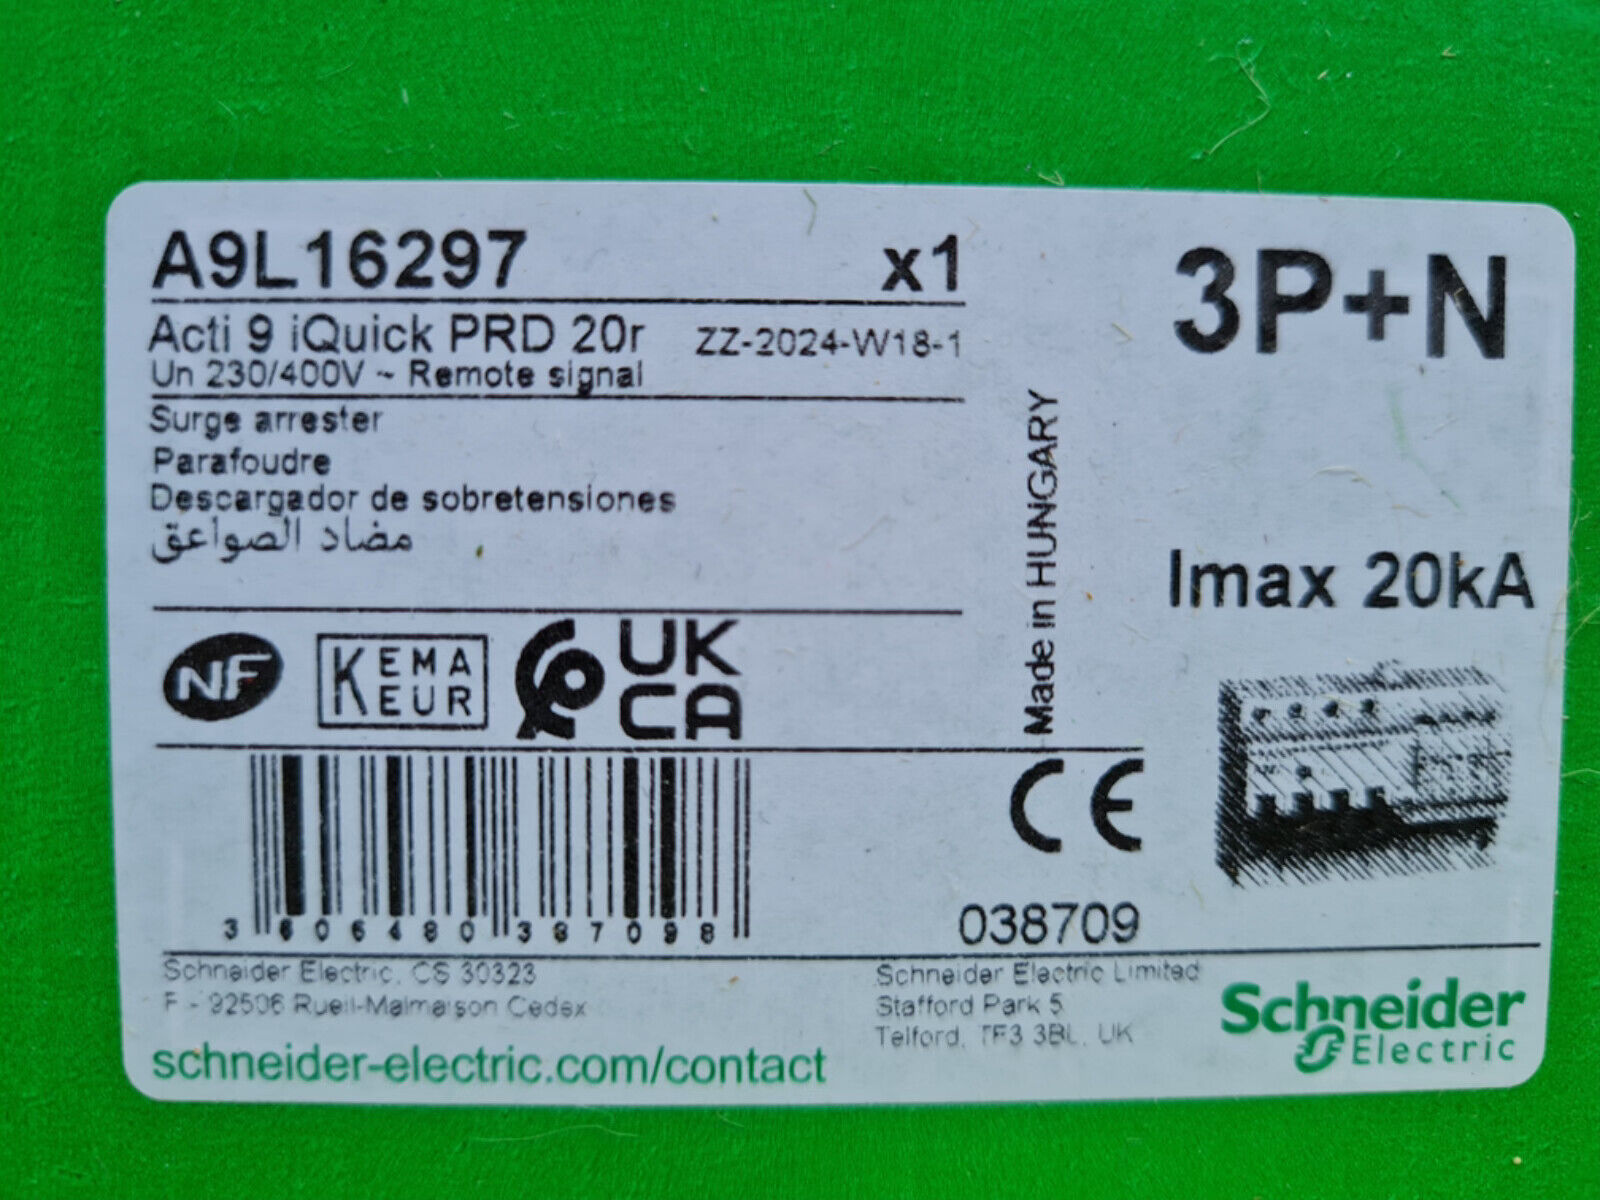 A9L16297 x1
Acti 9 iQuick PRD 20r ZZ-2024-W18-1
Un 230/400V ~ Remote signal
Surge arrester
Parafoudre
Descargador de sobretensiones
مضاد الصواعق
3P+N
Imax 20kA
Made in HUNGARY
NF
KEMA
KEUR
UK
CA
CE
3 606480 387098
038709
Schneider Electric, CS 30323
F - 92506 Rueil-Malmaison Cedex
Schneider Electric Limited
Stafford Park 5
Telford, TF3 3BL, UK
schneider-electric.com/contact
Schneider
Electric